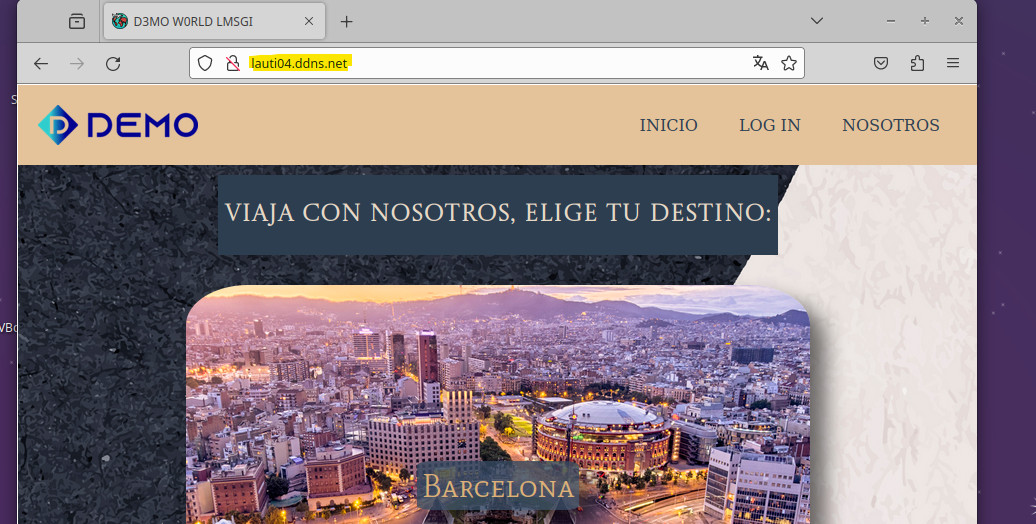 D3MO W0RLD LMSGI
lauti04.ddns.net
DEMO
INICIO LOG IN NOSOTROS
VIAJA CON NOSOTROS, ELIGE TU DESTINO:
Barcelona